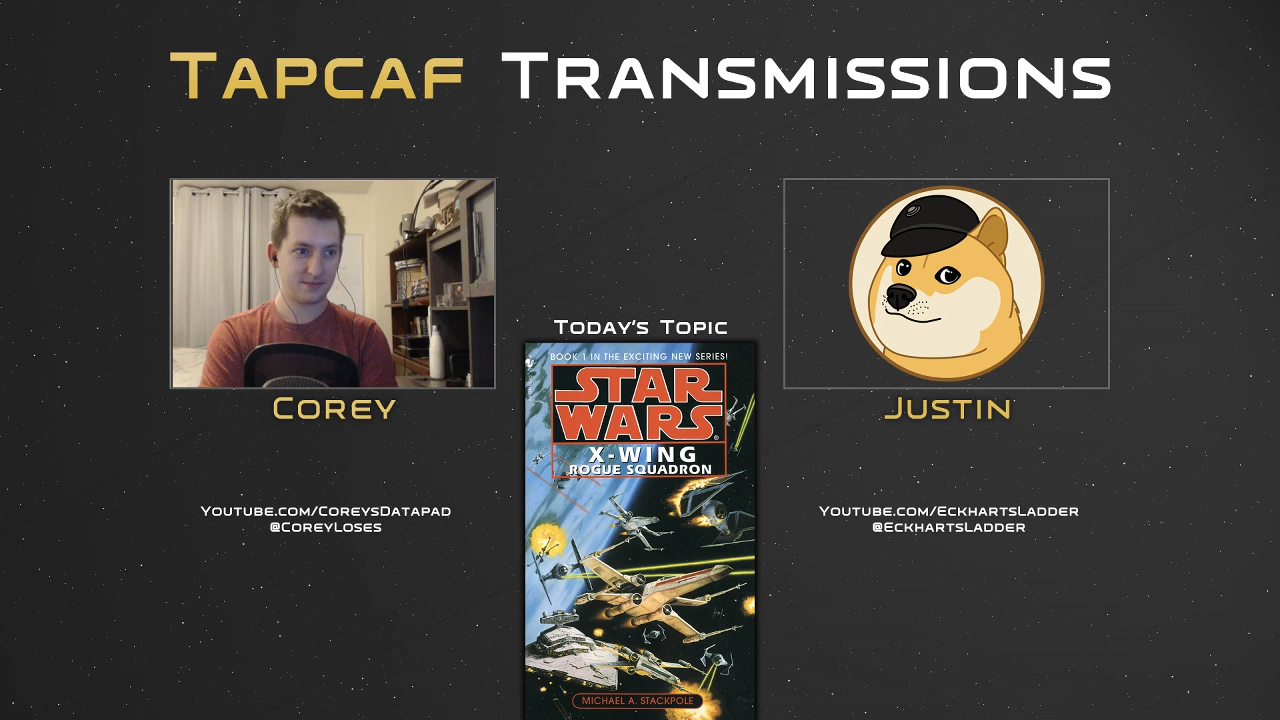 Tapcaf Transmissions
Corey
Youtube.com/CoreysDatapad
@CoreyLoses
Today's Topic
BOOK 1 IN THE EXCITING NEW SERIES!
STAR
WARS®
X-WING
ROGUE SQUADRON
MICHAEL A. STACKPOLE
Justin
Youtube.com/EckhartsLadder
@EckhartsLadder